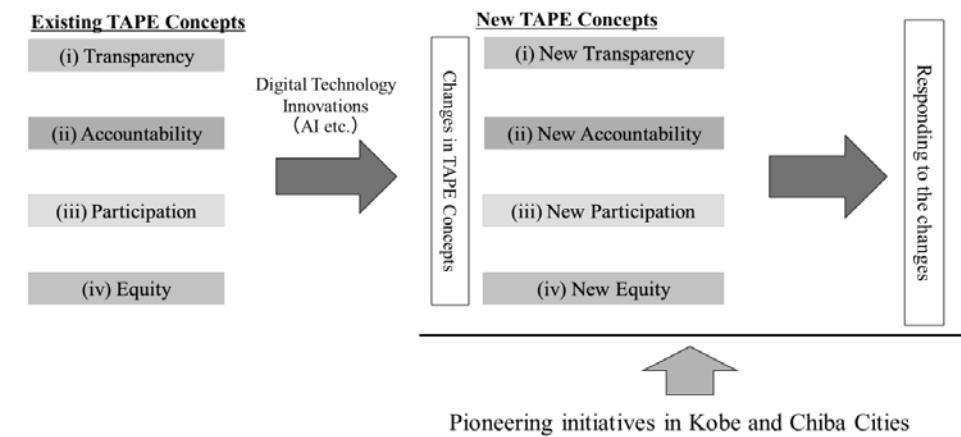 Existing TAPE Concepts
(i) Transparency
(ii) Accountability
(iii) Participation
(iv) Equity
Digital Technology
Innovations
（AI etc.）
New TAPE Concepts
Changes in TAPE Concepts
(i) New Transparency
(ii) New Accountability
(iii) New Participation
(iv) New Equity
Responding to the changes
Pioneering initiatives in Kobe and Chiba Cities